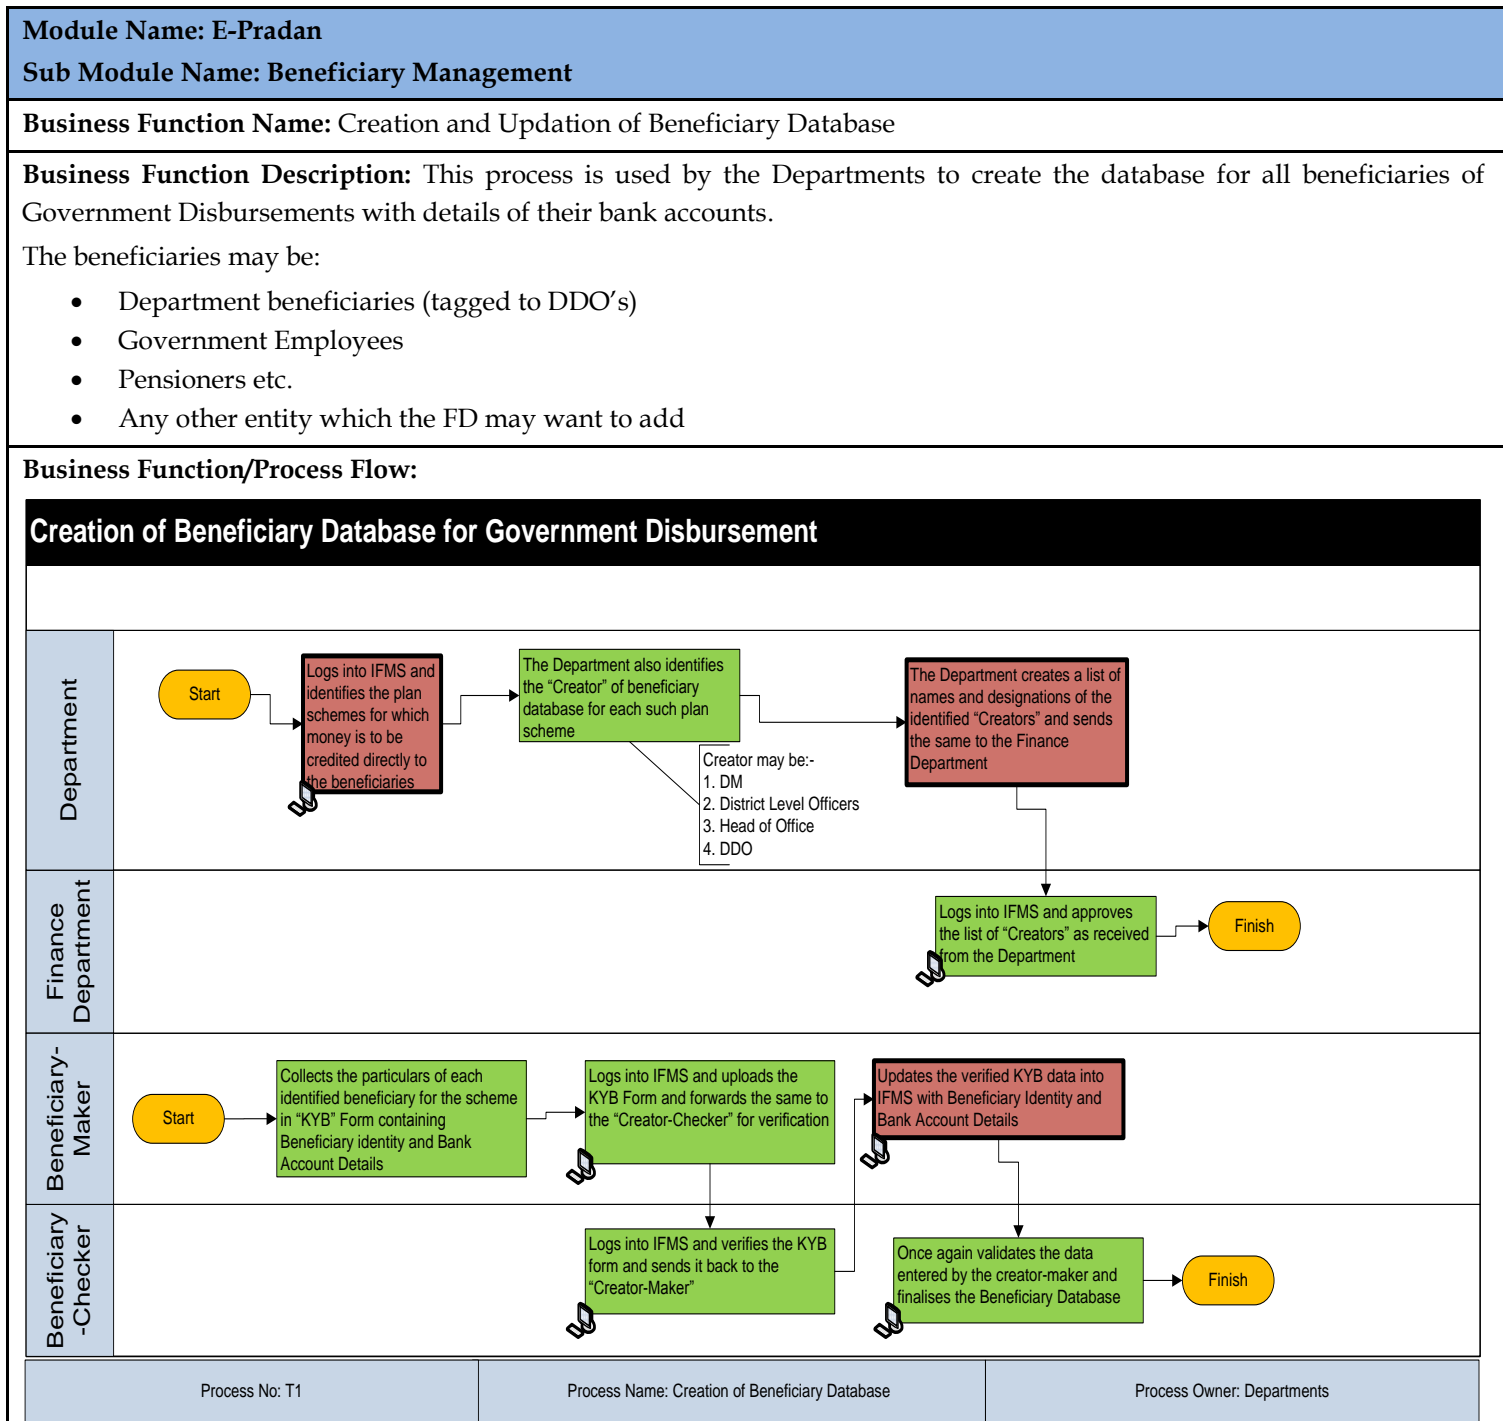 Module Name: E-Pradan
Sub Module Name: Beneficiary Management
Business Function Name: Creation and Updation of Beneficiary Database
Business Function Description: This process is used by the Departments to create the database for all beneficiaries of
Government Disbursements with details of their bank accounts.
The beneficiaries may be:
• Department beneficiaries (tagged to DDO’s)
• Government Employees
• Pensioners etc.
• Any other entity which the FD may want to add
Business Function/Process Flow:
Creation of Beneficiary Database for Government Disbursement
Department
Start
Logs into IFMS and
identifies the plan
schemes for which
money is to be
credited directly to
the beneficiaries
The Department also identifies
the “Creator” of beneficiary
database for each such plan
scheme
Creator may be:-
1. DM
2. District Level Officers
3. Head of Office
4. DDO
The Department creates a list of
names and designations of the
identified “Creators” and sends
the same to the Finance
Department
Finance
Department
Logs into IFMS and approves
the list of “Creators” as received
from the Department
Finish
Beneficiary-
Maker
Start
Collects the particulars of each
identified beneficiary for the scheme
in “KYB” Form containing
Beneficiary identity and Bank
Account Details
Logs into IFMS and uploads the
KYB Form and forwards the same to
the “Creator-Checker” for verification
Updates the verified KYB data into
IFMS with Beneficiary Identity and
Bank Account Details
Beneficiary
-Checker
Logs into IFMS and verifies the KYB
form and sends it back to the
“Creator-Maker”
Once again validates the data
entered by the creator-maker and
finalises the Beneficiary Database
Finish
Process No: T1
Process Name: Creation of Beneficiary Database
Process Owner: Departments